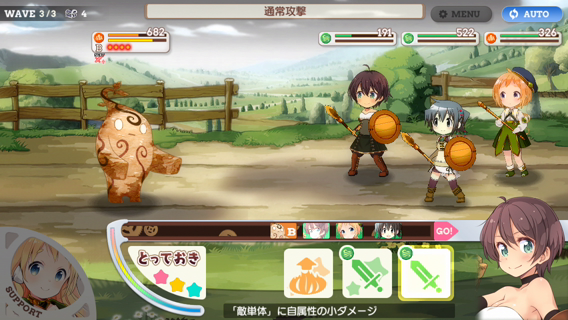 WAVE 3/3 4
通常攻撃
MENU
AUTO
682
191
522
326
B
GO!
とっておき
SUPPORT
「敵単体」に自属性の小ダメージ